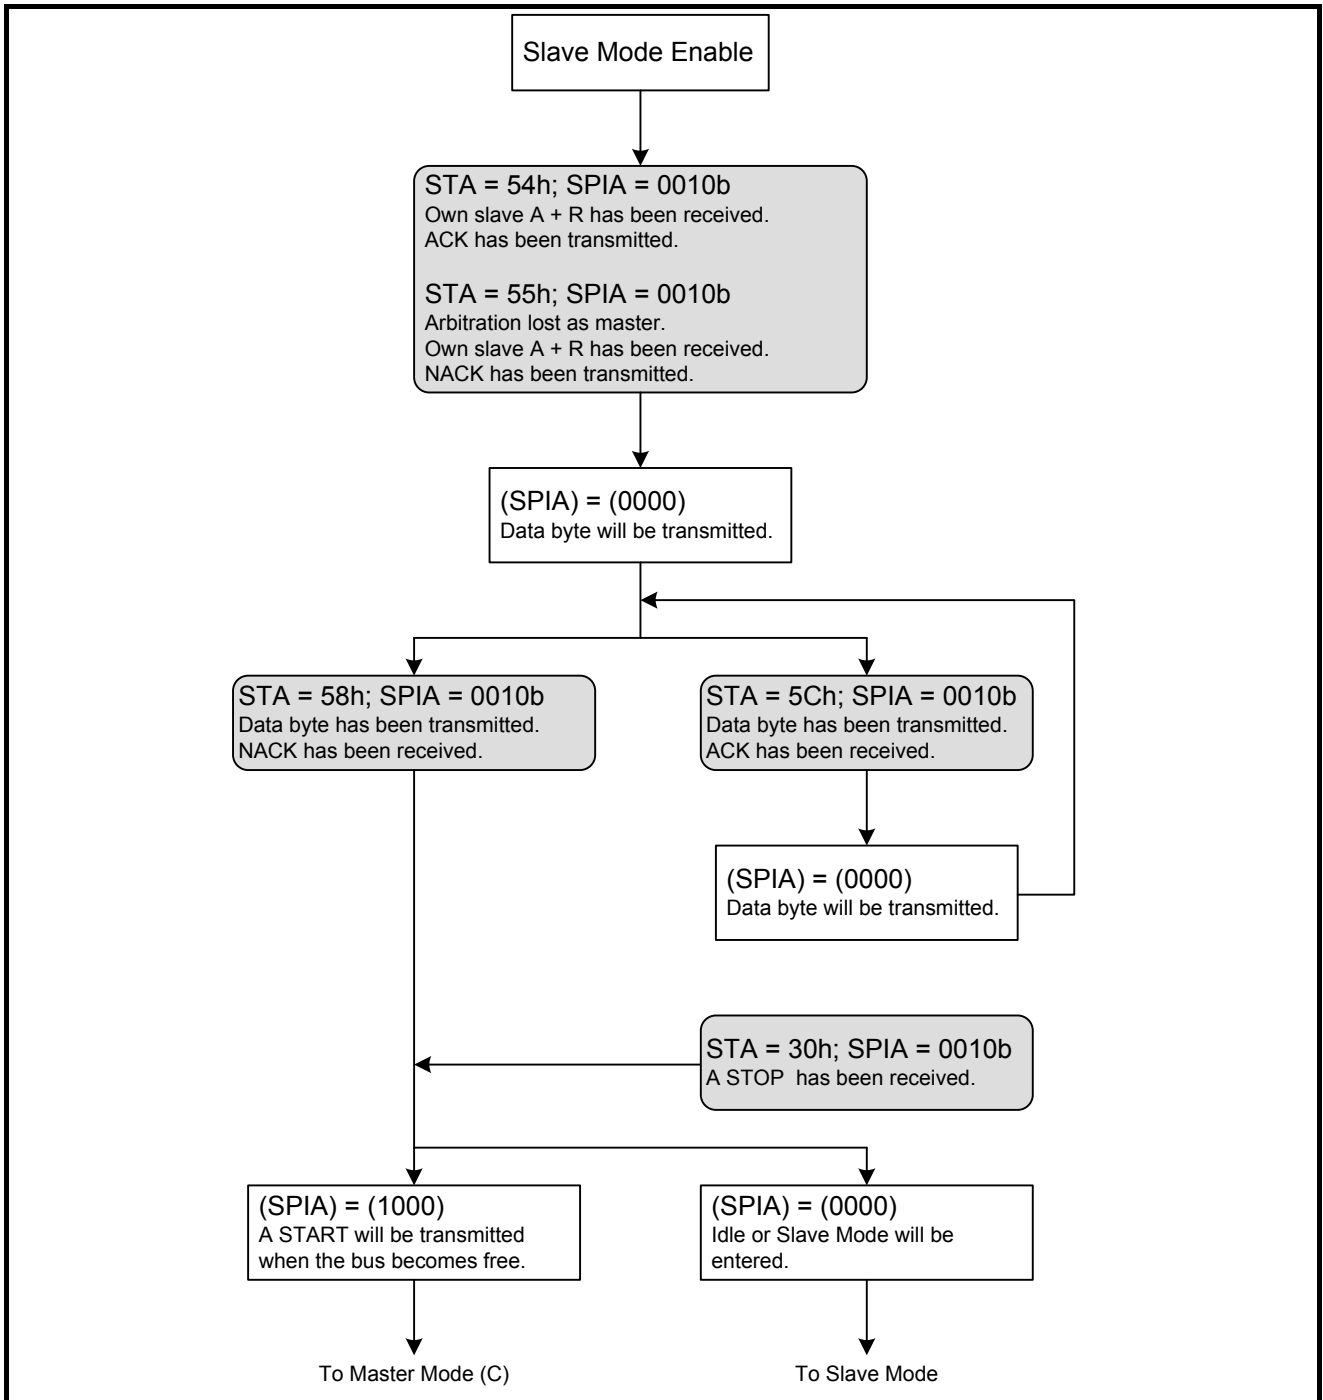 Slave Mode Enable
STA = 54h; SPIA = 0010b
Own slave A + R has been received.
ACK has been transmitted.
STA = 55h; SPIA = 0010b
Arbitration lost as master.
Own slave A + R has been received.
NACK has been transmitted.
(SPIA) = (0000)
Data byte will be transmitted.
STA = 58h; SPIA = 0010b
Data byte has been transmitted.
NACK has been received.
STA = 5Ch; SPIA = 0010b
Data byte has been transmitted.
ACK has been received.
(SPIA) = (0000)
Data byte will be transmitted.
STA = 30h; SPIA = 0010b
A STOP has been received.
(SPIA) = (1000)
A START will be transmitted
when the bus becomes free.
(SPIA) = (0000)
Idle or Slave Mode will be
entered.
To Master Mode (C)
To Slave Mode